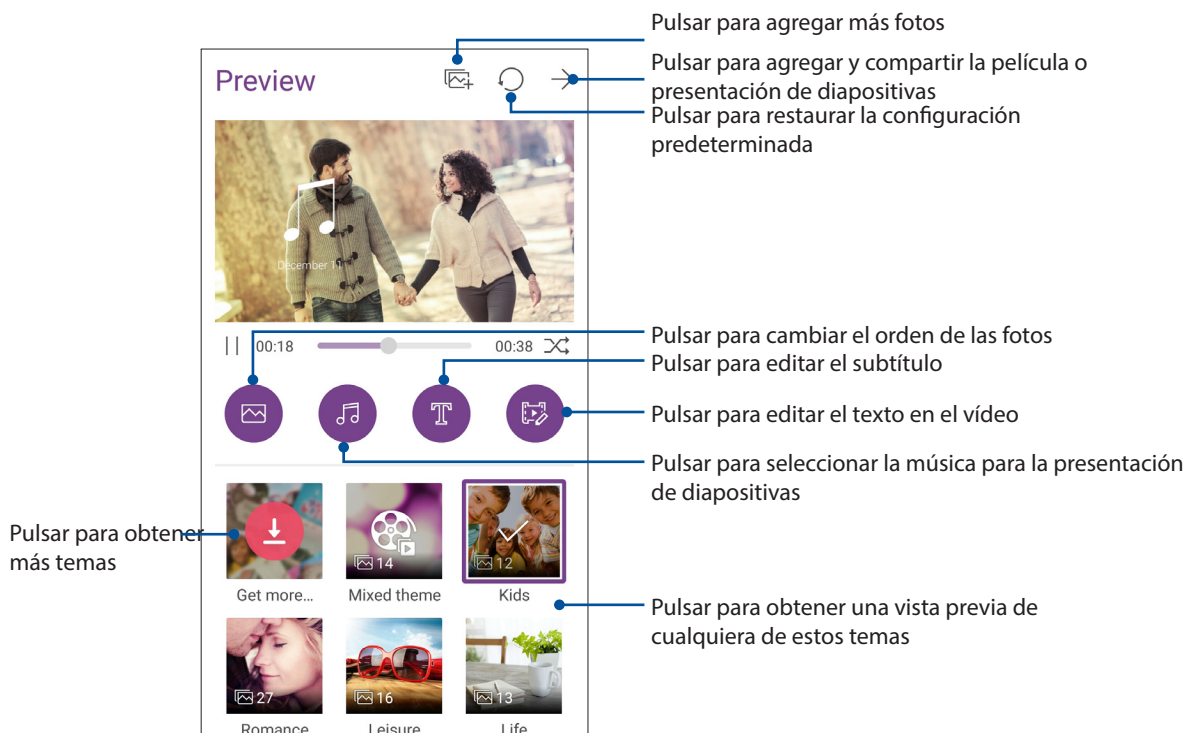 Pulsar para agregar más fotos
Pulsar para agregar y compartir la película o
presentación de diapositivas
Pulsar para restaurar la configuración
predeterminada
Preview
December 11
00:18
00:38
Pulsar para cambiar el orden de las fotos
Pulsar para editar el subtítulo
Pulsar para editar el texto en el vídeo
Pulsar para seleccionar la música para la presentación
de diapositivas
Pulsar para obtener
más temas
14
12
Get more...
Mixed theme
Kids
Pulsar para obtener una vista previa de
cualquiera de estos temas
27
16
13
Romance
Leisure
Life